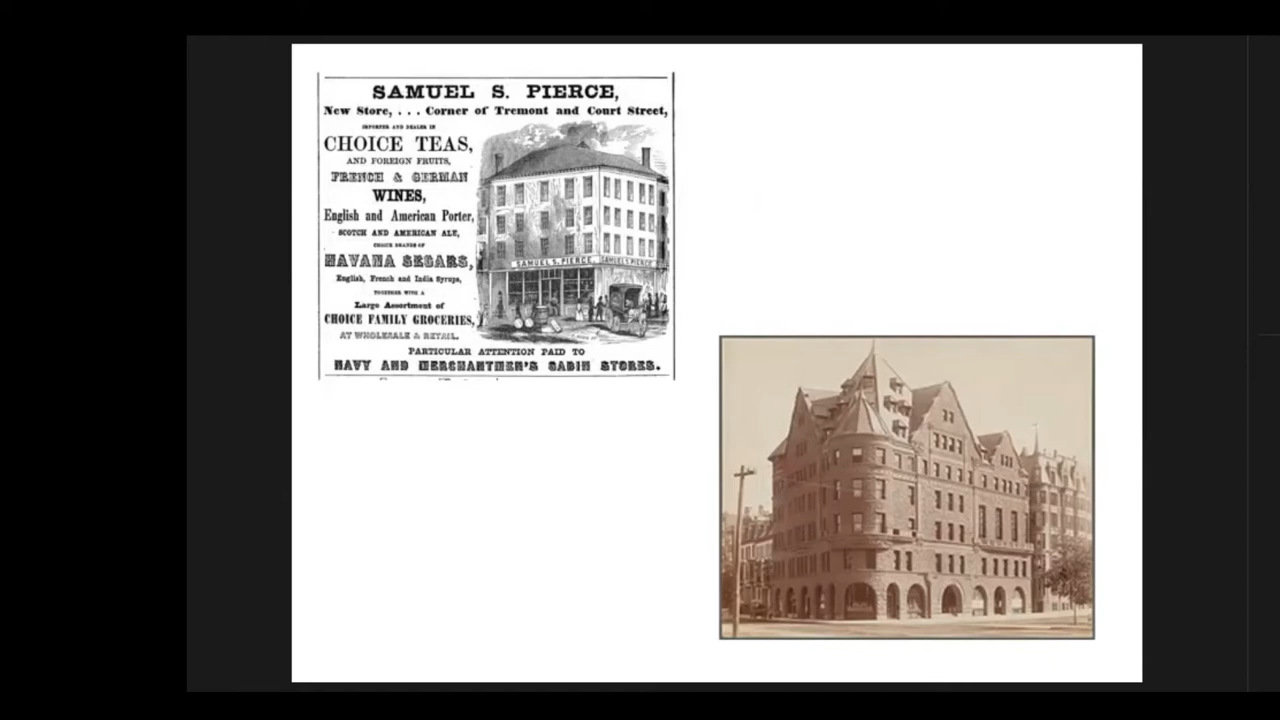 SAMUEL S. PIERCE,
New Store, . . . Corner of Tremont and Court Street,
IMPORTER AND DEALER IN
CHOICE TEAS,
AND FOREIGN FRUITS,
FRENCH & GERMAN
WINES,
English and American Porter,
SCOTCH AND AMERICAN ALE,
CHOICE BRANDS OF
HAVANA SEGARS,
English, French and India Syrups,
TOGETHER WITH A
Large Assortment of
CHOICE FAMILY GROCERIES,
AT WHOLESALE & RETAIL.
SAMUEL S. PIERCE, SAMUEL S. PIERCE
PARTICULAR ATTENTION PAID TO
NAVY AND MERCHANTMEN'S CABIN STORES.